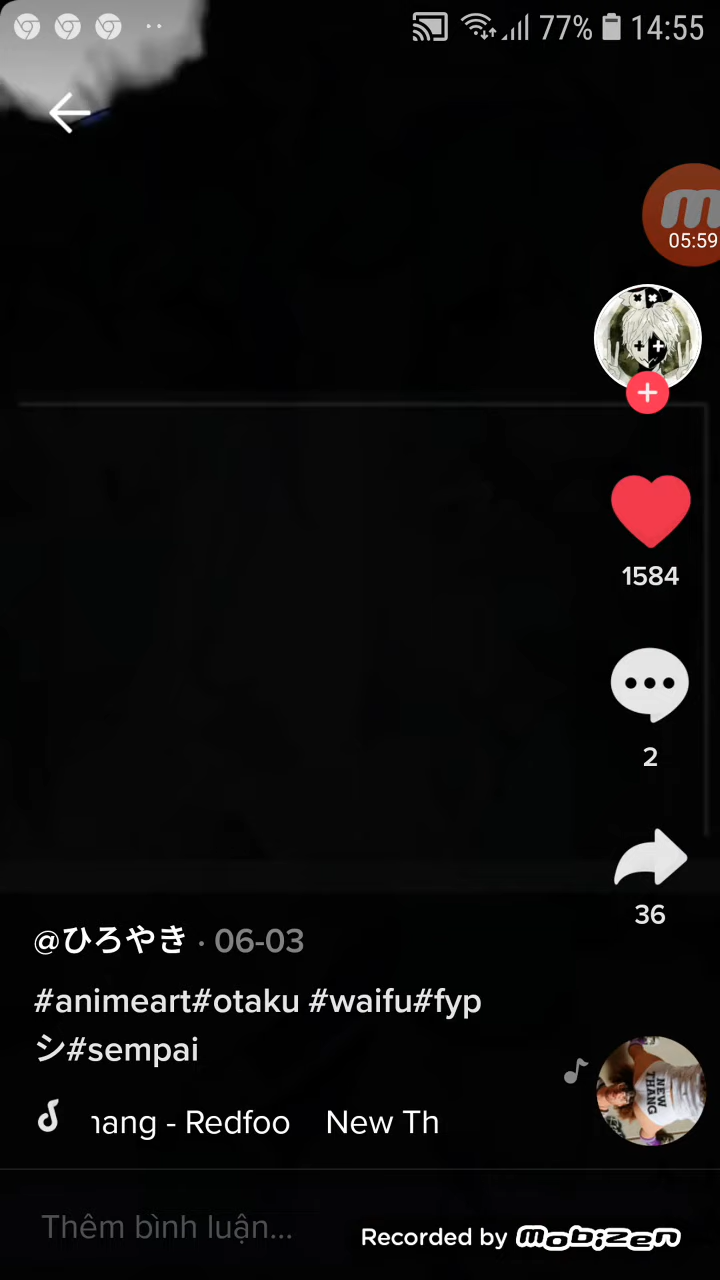 77% 14:55
m
05:59
1584
2
36
@ひろやき · 06-03
#animeart#otaku #waifu#fyp
シ#sempai
hang - Redfoo New Th
NEW
THANG
Thêm bình luận...
Recorded by mobizen